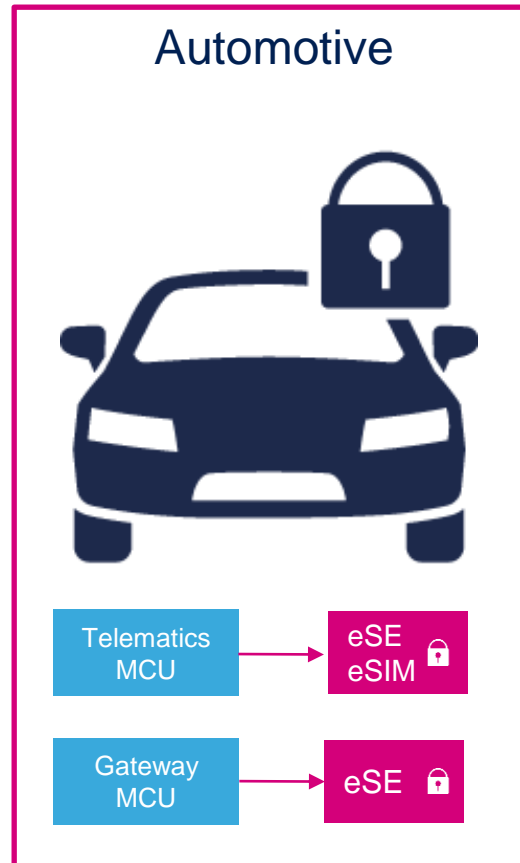 Automotive
Telematics
MCU
eSE
eSIM
Gateway
MCU
eSE